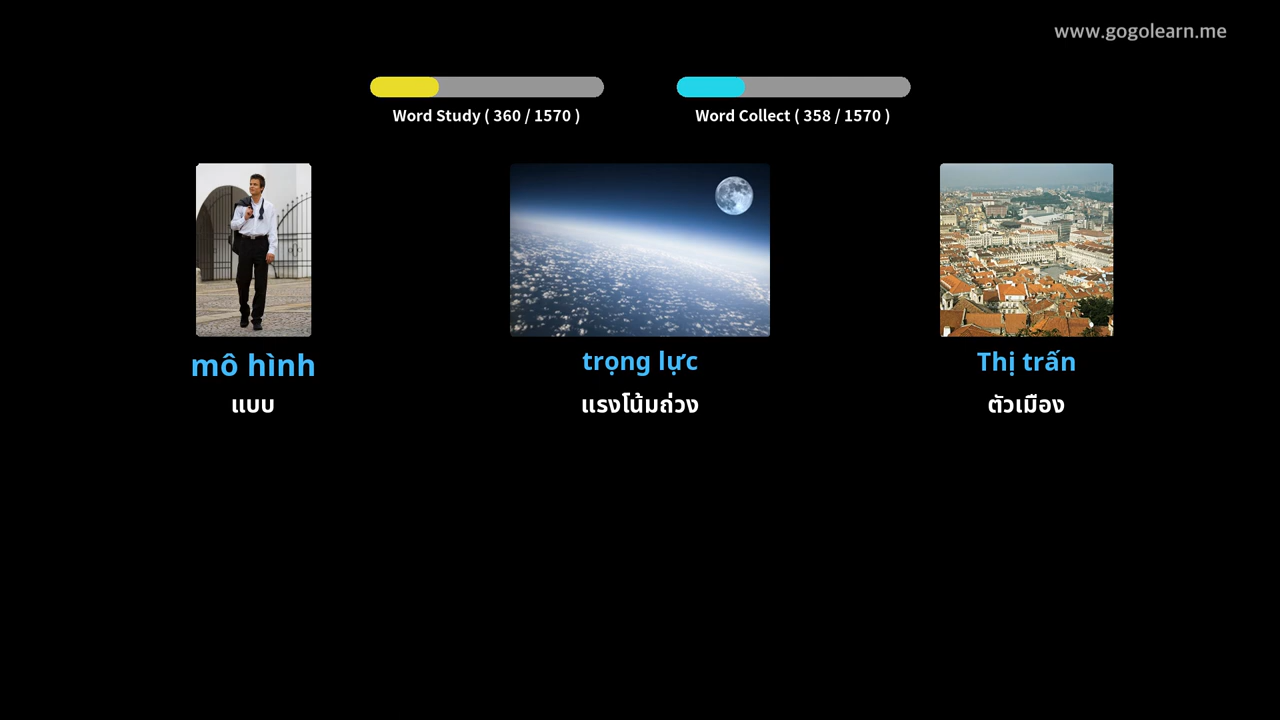 www.gogolearn.me
Word Study ( 360 / 1570 )
Word Collect ( 358 / 1570 )
mô hình
แบบ
trọng lực
แรงโน้มถ่วง
Thị trấn
ตัวเมือง